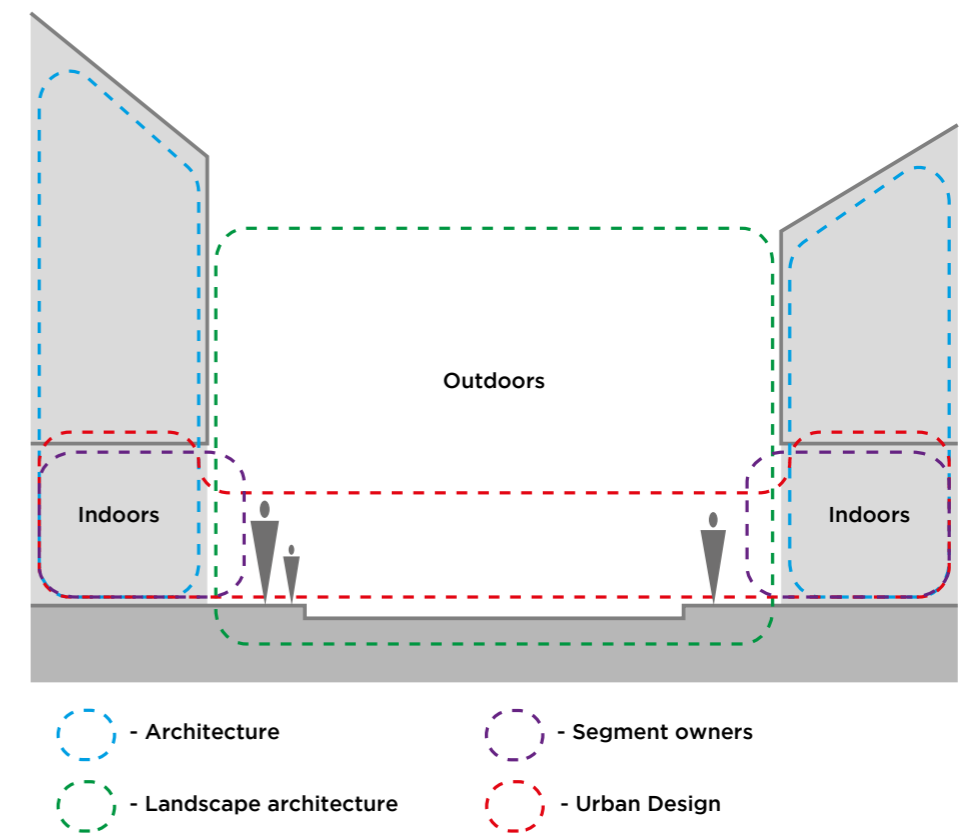 Outdoors
Indoors
Indoors
- Architecture
- Segment owners
- Landscape architecture
- Urban Design